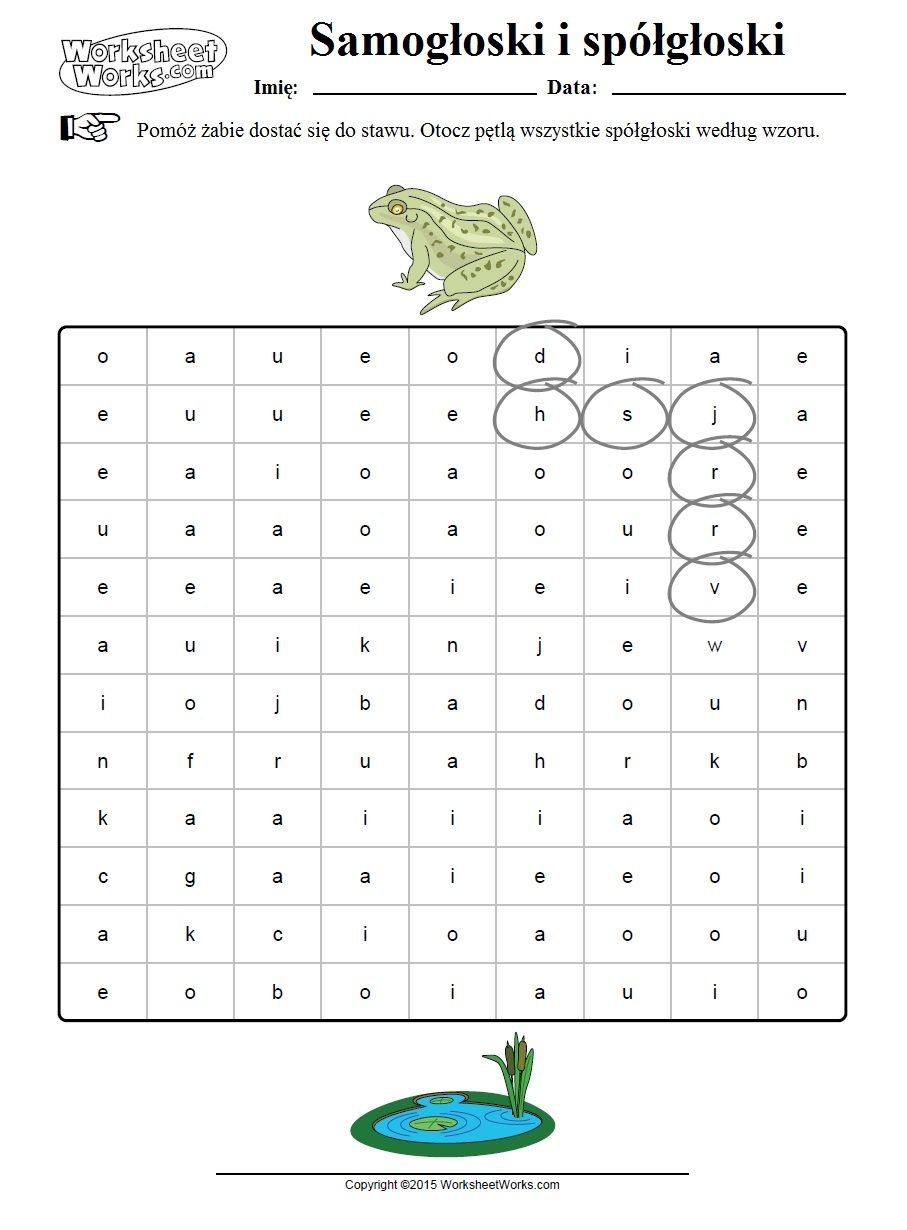 Worksheet
Works.com
Samogłoski i spółgłoski
Imię: Data:
Pomóż żabie dostać się do stawu. Otocz pętlą wszystkie spółgłoski według wzoru.
o a u e o d i a e
e u u e e h s j a
e a i o a o o r e
u a a o a o u r e
e e a e i e i v e
a u i k n j e w v
i o j b a d o u n
n f r u a h r k b
k a a i i i a o i
c g a a i e e o i
a k c i o a o o u
e o b o i a u i o
Copyright ©2015 WorksheetWorks.com